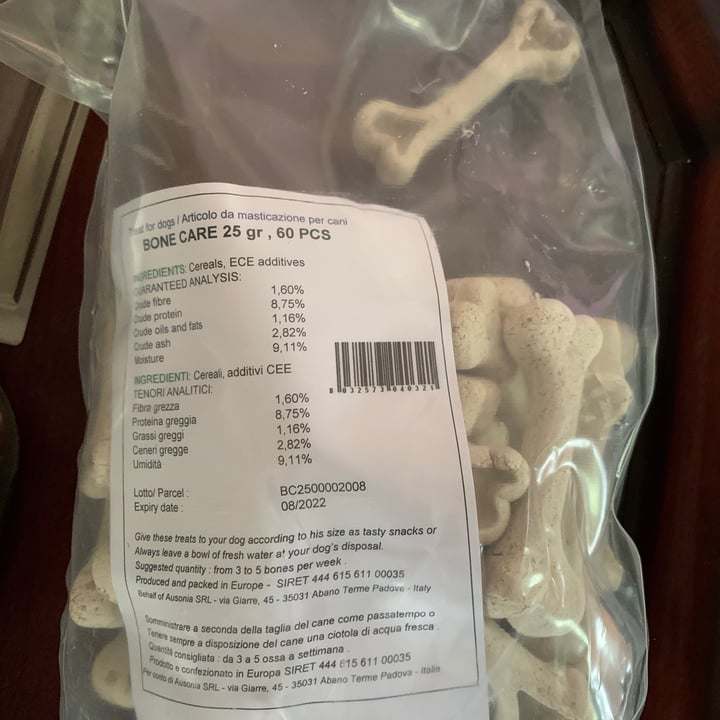 Treat for dogs / Articolo da masticazione per cani
BONE CARE 25 gr , 60 PCS
INGREDIENTS: Cereals, ECE additives
GUARANTEED ANALYSIS:
Crude fibre 1,60%
Crude protein 8,75%
Crude oils and fats 1,16%
Crude ash 2,82%
Moisture 9,11%
INGREDIENTI: Cereali, additivi CEE
TENORI ANALITICI:
Fibra grezza 1,60%
Proteina greggia 8,75%
Grassi greggi 1,16%
Ceneri gregge 2,82%
Umidità 9,11%
8 032573 040321
Lotto/ Parcel : BC2500002008
Expiry date : 08/2022
Give these treats to your dog according to his size as tasty snacks or
Always leave a bowl of fresh water at your dog's disposal.
Suggested quantity : from 3 to 5 bones per week .
Produced and packed in Europe - SIRET 444 615 611 00035
Behalf of Ausonia SRL - via Giarre, 45 - 35031 Abano Terme Padova - Italy
Somministrare a seconda della taglia del cane come passatempo o
Tenere sempre a disposizione del cane una ciotola di acqua fresca .
Quantità consigliata : da 3 a 5 ossa a settimana .
Prodotto e confezionato in Europa SIRET 444 615 611 00035
Per conto di Ausonia SRL - via Giarre, 45 - 35031 Abano Terme Padova - Italia